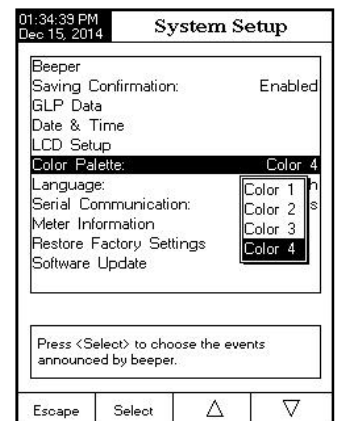 01:34:39 PM
Dec 15, 2014
System Setup
Beeper
Saving Confirmation: Enabled
GLP Data
Date & Time
LCD Setup
Color Palette: Color 4
Language: h
Serial Communication: s
Meter Information
Restore Factory Settings
Software Update
Color 1
Color 2
Color 3
Color 4
Press <Select> to choose the events
announced by beeper.
Escape Select △ ▽